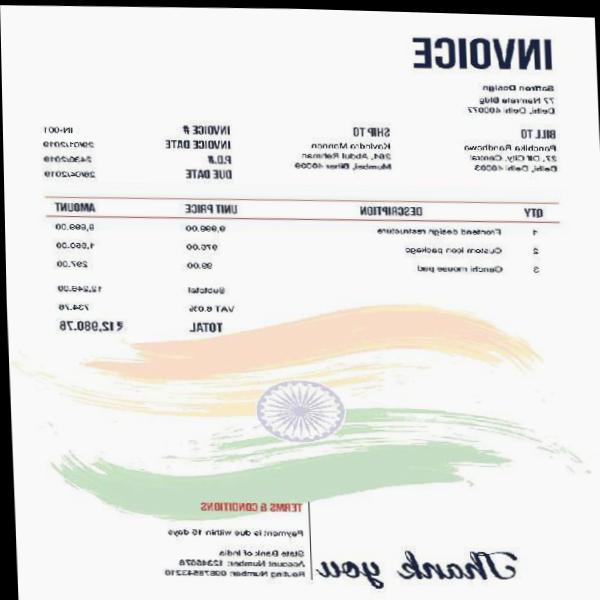 INVOICE
Saffron Design
77 Namrata Bldg
Delhi, Delhi 400077
BILL TO
Panchika Randhawa
27, Off City, Central,
Delhi, Delhi 40003
SHIP TO
Kavindra Mannan
264, Abdul Rehman
Mumbai, Bihar 40009
INVOICE # IN-001
INVOICE DATE 29/01/2019
P.O.# 2430/2019
DUE DATE 28/04/2019
QTY DESCRIPTION UNIT PRICE AMOUNT
1 Frontend design restructure 9,999.00 9,999.00
2 Custom icon package 975.00 1,950.00
3 Gandhi mouse pad 99.00 297.00
Subtotal 12,246.00
VAT 6.0% 734.76
TOTAL ₹12,980.76
Thank you
TERMS & CONDITIONS
Payment is due within 15 days
State Bank of India
Account Number: 12345678
Routing Number: 09876543210